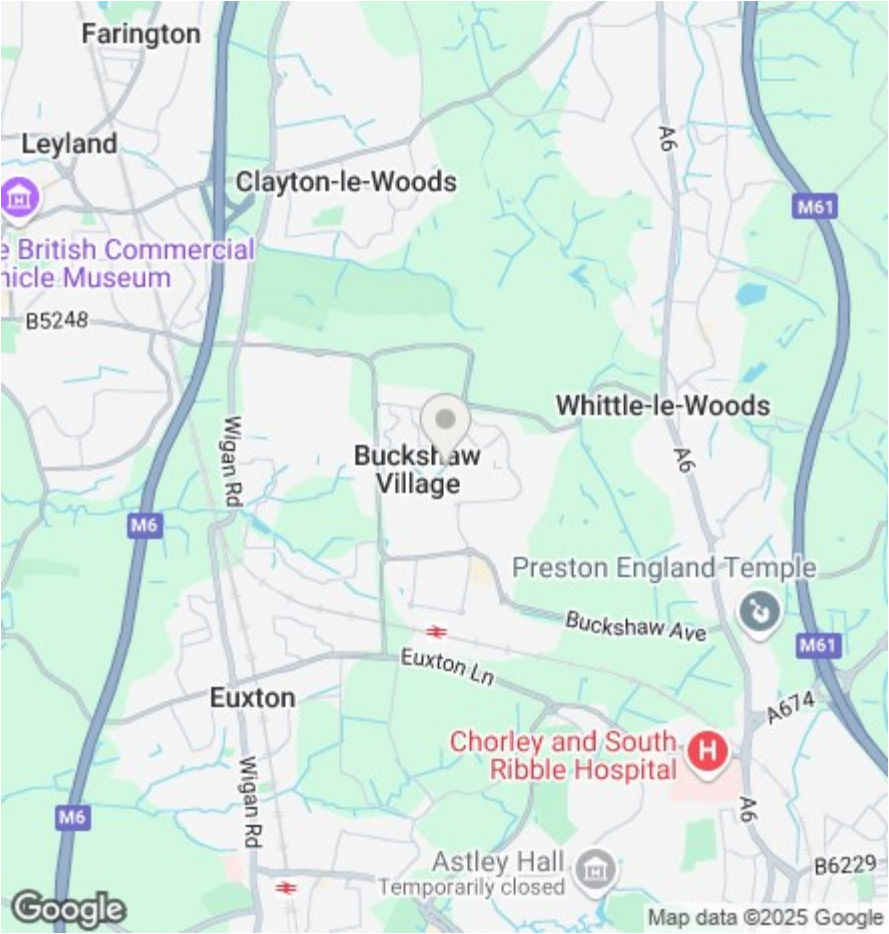 Farington
Leyland
A6
Clayton-le-Woods
M61
e British Commercial
hicle Museum
B5248
Whittle-le-Woods
Wigan Rd
Buckshaw
Village
A6
M6
Preston England Temple
Buckshaw Ave
M61
Euxton Ln
Euxton
A674
Chorley and South
Ribble Hospital
H
Wigan Rd
A6
M6
Astley Hall
Temporarily closed
B6229
Google
Map data ©2025 Google